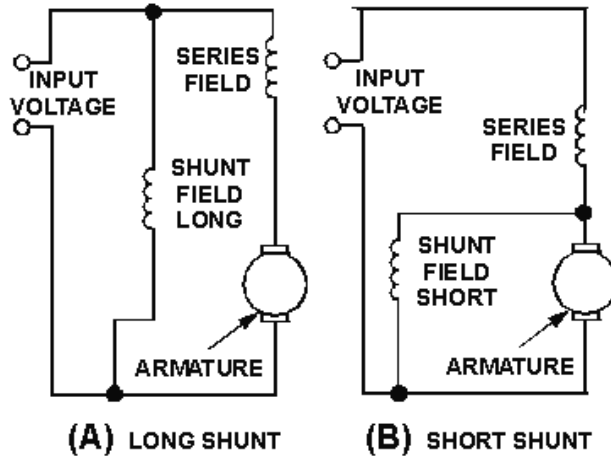 INPUT
VOLTAGE
SERIES
FIELD
SHUNT
FIELD
LONG
ARMATURE
(A) LONG SHUNT
INPUT
VOLTAGE
SERIES
FIELD
SHUNT
FIELD
SHORT
ARMATURE
(B) SHORT SHUNT